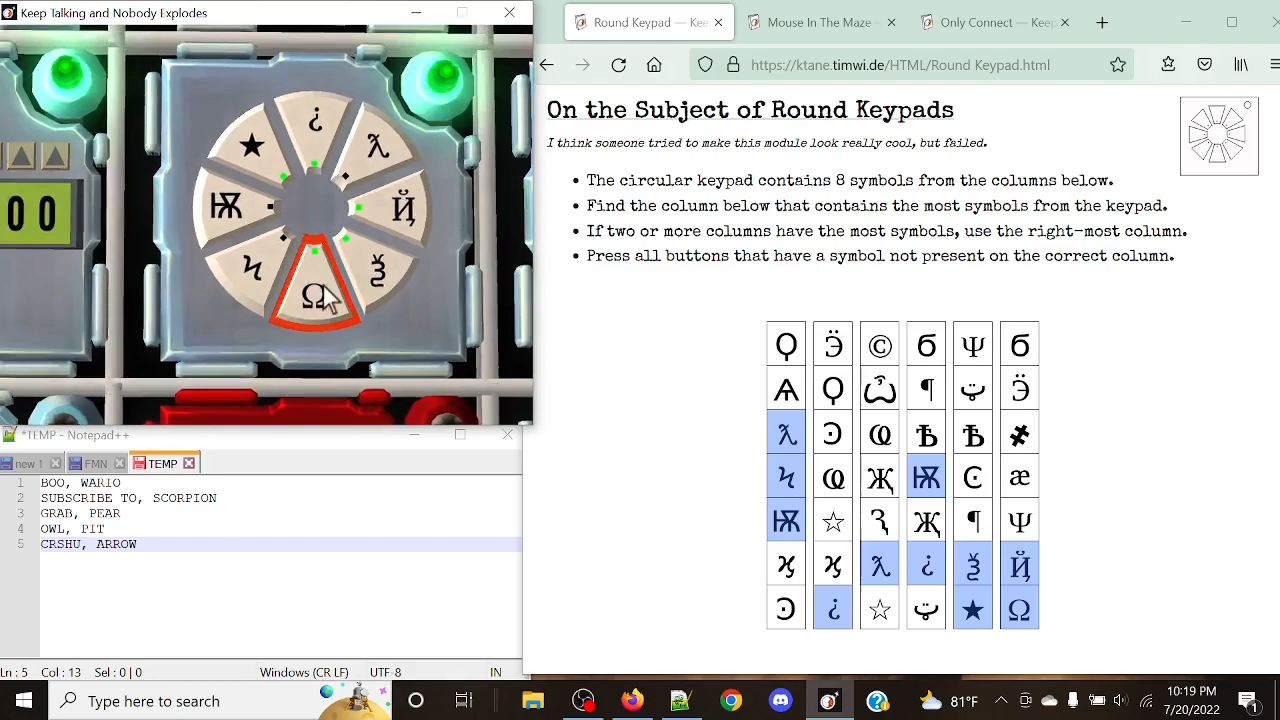 Keep Talking and Nobody Explodes
Round Keypad — Kee
Mouse In The Maze —
Only Connect — Keep
https://ktane.timwi.de/HTML/Round Keypad.html
On the Subject of Round Keypads
I think someone tried to make this module look really cool, but failed.
• The circular keypad contains 8 symbols from the columns below.
• Find the column below that contains the most symbols from the keypad.
• If two or more columns have the most symbols, use the right-most column.
• Press all buttons that have a symbol not present on the correct column.
00
¿
★ ƛ
Ѭ Ҋ
Ϟ Ѯ
Ω
Ϙ Ӭ © б Ψ б
Ѧ Ϙ Ѽ ¶ ت Ӭ
ƛ Ͽ Ҩ Ѣ Ѣ ҂
Ϟ Ҩ Җ Ѭ Ͼ æ
Ѭ ☆ Ԇ Җ ¶ Ψ
ϗ ϗ ƛ ¿ Ѯ Ҋ
Ͽ ¿ ☆ ت ★ Ω
*TEMP - Notepad++
new 1 FMN TEMP
1 BOO, WARIO
2 SUBSCRIBE TO, SCORPION
3 GRAB, PEAR
4 OWL, PIT
5 CRSHU, ARROW
Ln : 5 Col : 13 Sel : 0 | 0 Windows (CR LF) UTF-8 IN
Type here to search
81°F
10:19 PM
7/20/2022